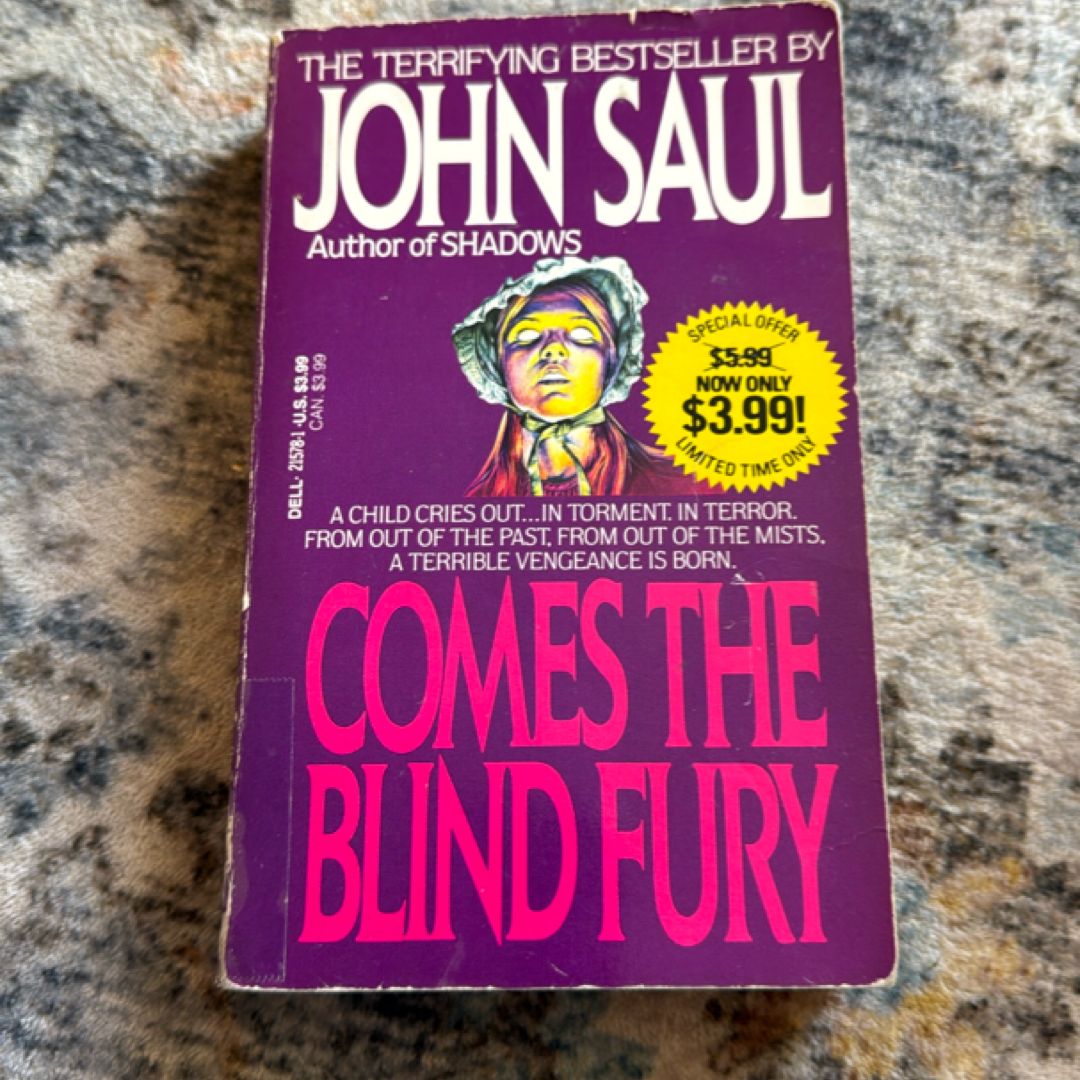 THE TERRIFYING BESTSELLER BY
JOHN SAUL
Author of SHADOWS
SPECIAL OFFER
$5.99
NOW ONLY
$3.99!
LIMITED TIME ONLY
DELL· 21578-1 ·U.S. $3.99
CAN. $3.99
A CHILD CRIES OUT...IN TORMENT. IN TERROR.
FROM OUT OF THE PAST, FROM OUT OF THE MISTS,
A TERRIBLE VENGEANCE IS BORN.
COMES THE
BLIND FURY